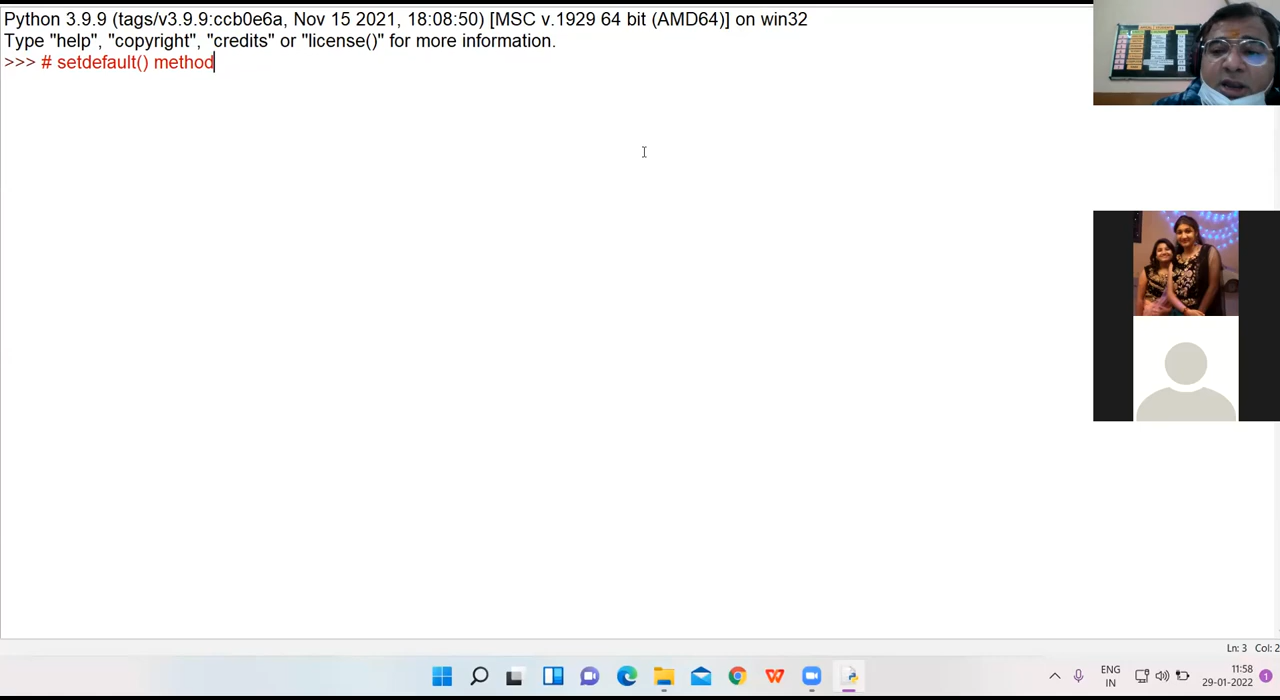 Python 3.9.9 (tags/v3.9.9:ccb0e6a, Nov 15 2021, 18:08:50) [MSC v.1929 64 bit (AMD64)] on win32
Type "help", "copyright", "credits" or "license()" for more information.
>>> # setdefault() method
Ln: 3 Col: 2
ENG
IN
11:58
29-01-2022
1